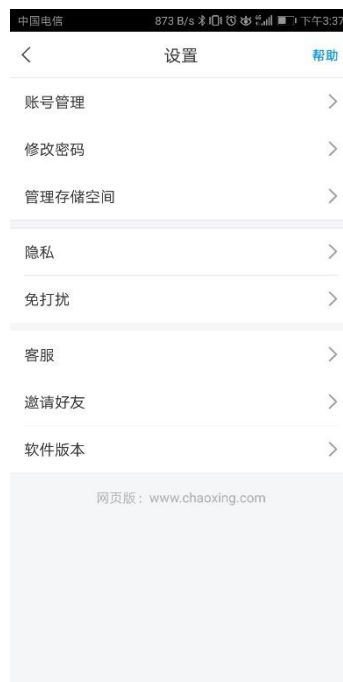 中国电信 873 B/s 下午3:37
设置 帮助
账号管理
修改密码
管理存储空间
隐私
免打扰
客服
邀请好友
软件版本
网页版：www.chaoxing.com